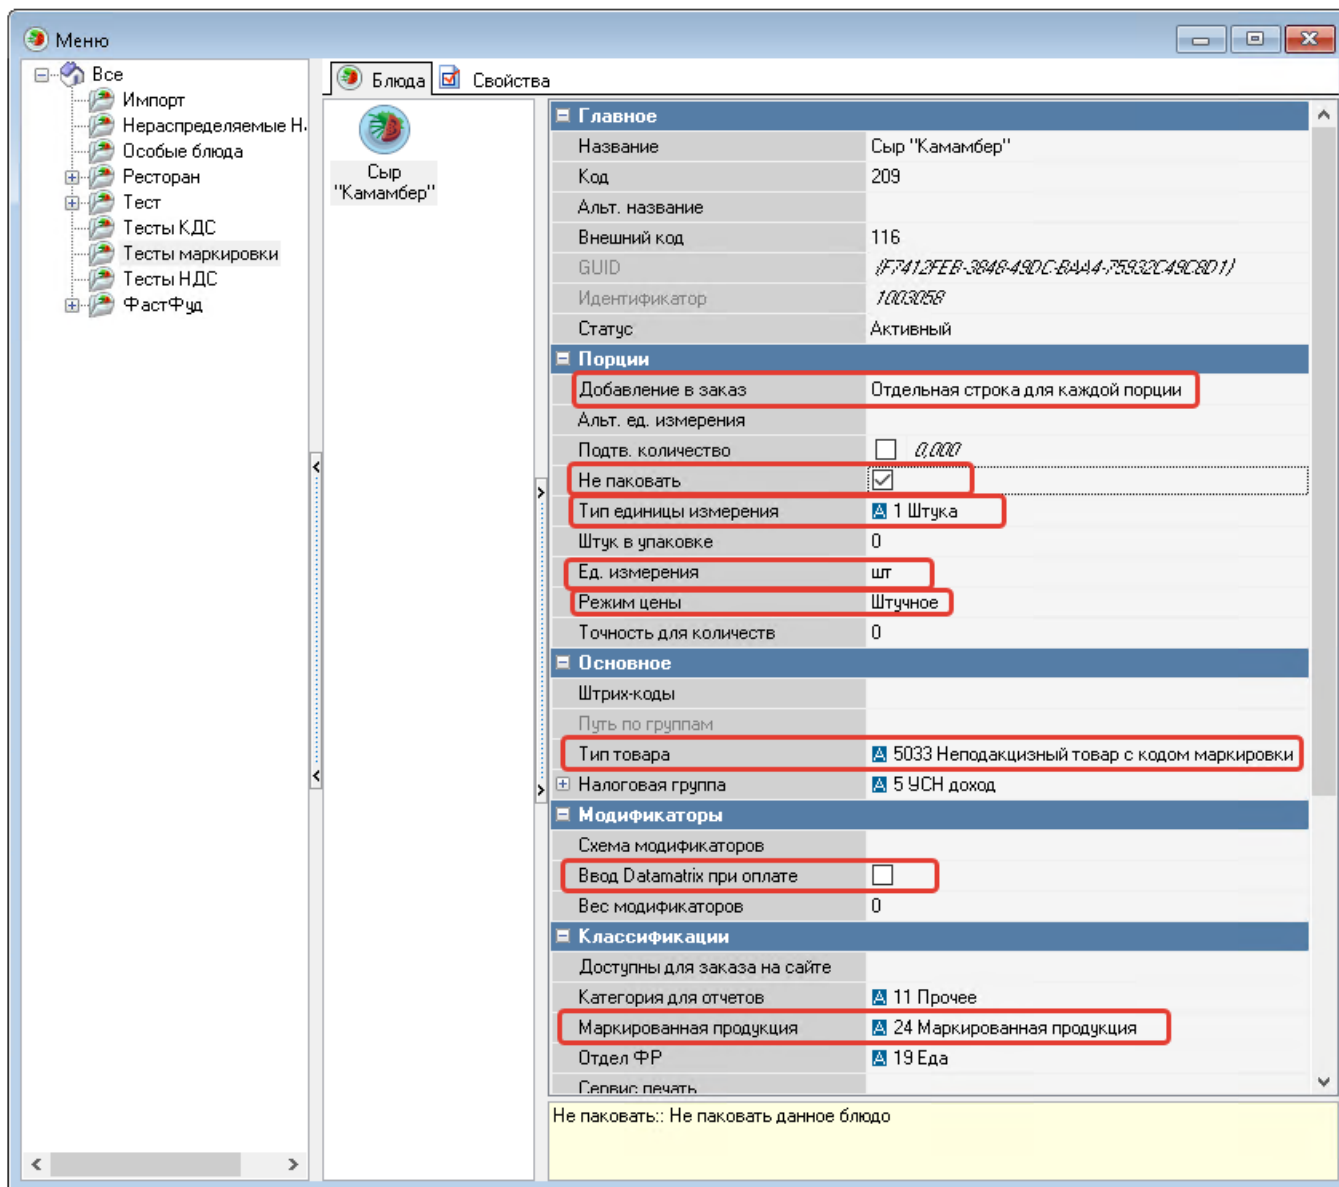 Меню
Все
Импорт
Нераспределяемые Н
Особые блюда
Ресторан
Тест
Тесты КДС
Тесты маркировки
Тесты НДС
ФастФуд
Блюда Свойства
Сыр
"Камамбер"
Главное
Название Сыр "Камамбер"
Код 209
Альт. название
Внешний код 116
GUID {F7412FEB-3848-49DC-BAA4-75932C49C8D1}
Идентификатор 1003058
Статус Активный
Порции
Добавление в заказ Отдельная строка для каждой порции
Альт. ед. измерения
Подтв. количество 0,000
Не паковать
Тип единицы измерения А 1 Штука
Штук в упаковке 0
Ед. измерения шт
Режим цены Штучное
Точность для количеств 0
Основное
Штрих-коды
Путь по группам
Тип товара А 5033 Неподакцизный товар с кодом маркировки
Налоговая группа А 5 УСН доход
Модификаторы
Схема модификаторов
Ввод Datamatrix при оплате
Вес модификаторов 0
Классификации
Доступны для заказа на сайте
Категория для отчетов А 11 Прочее
Маркированная продукция А 24 Маркированная продукция
Отдел ФР А 19 Еда
Сервис печать
Не паковать:: Не паковать данное блюдо